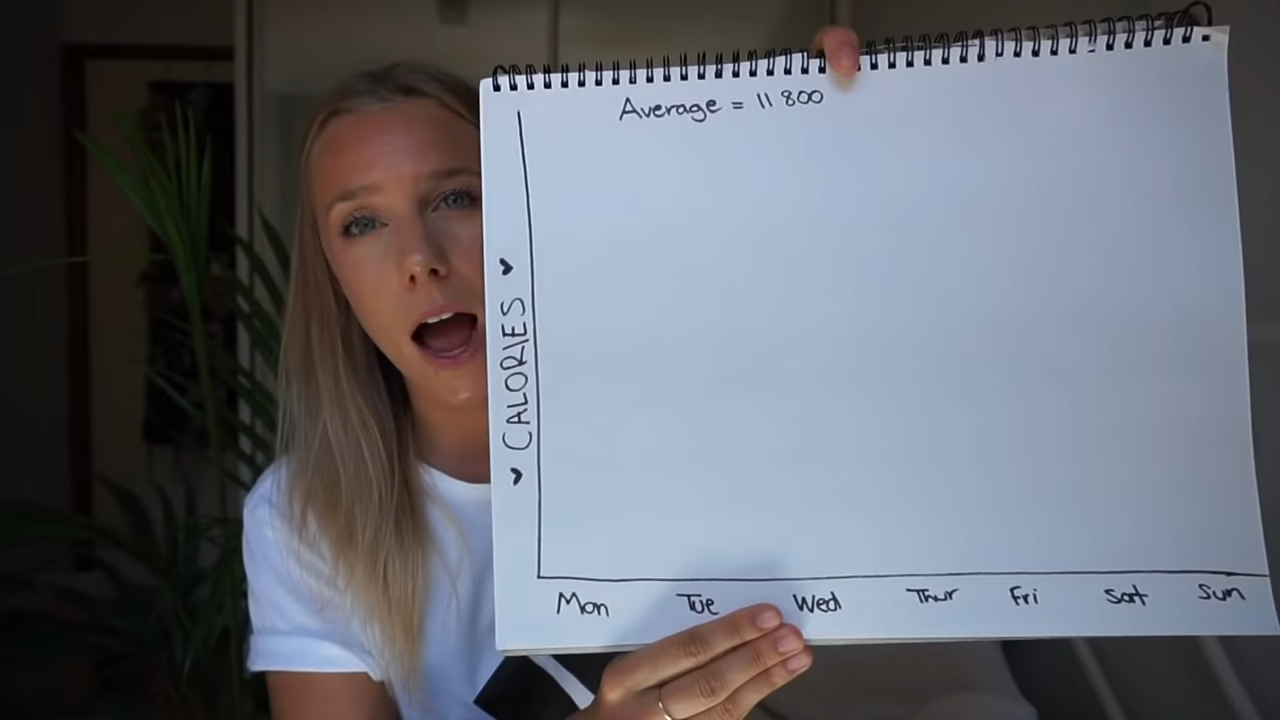 Average = 11 800
♥ CALORIES ♥
Mon Tue Wed Thur Fri Sat Sun